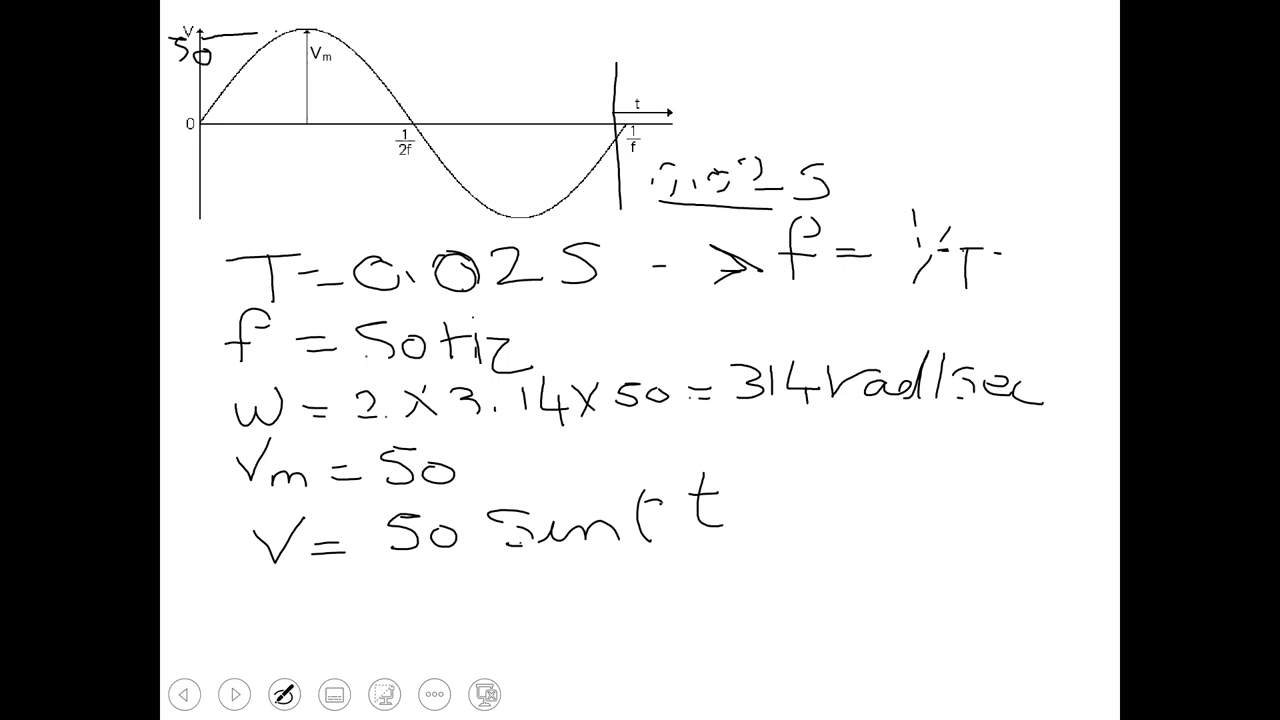 V
50
Vm
0
t
1/2f
1/f
0.02 S
T = 0.02 S -> f = 1/T
f = 50 Hz
W = 2 x 3.14 x 50 = 314 rad/sec
Vm = 50
V = 50 Sin( t